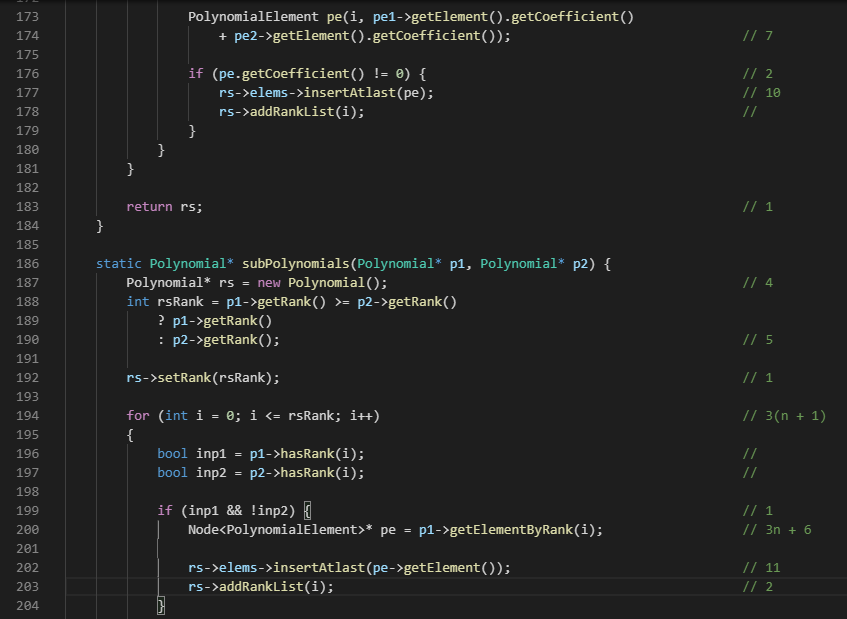 173 PolynomialElement pe(i, pe1->getElement().getCoefficient()
174 + pe2->getElement().getCoefficient()); // 7
175
176 if (pe.getCoefficient() != 0) { // 2
177 rs->elems->insertAtlast(pe); // 10
178 rs->addRankList(i); //
179 }
180 }
181 }
182
183 return rs; // 1
184 }
185
186 static Polynomial* subPolynomials(Polynomial* p1, Polynomial* p2) {
187 Polynomial* rs = new Polynomial(); // 4
188 int rsRank = p1->getRank() >= p2->getRank()
189 ? p1->getRank()
190 : p2->getRank(); // 5
191
192 rs->setRank(rsRank); // 1
193
194 for (int i = 0; i <= rsRank; i++) // 3(n + 1)
195 {
196 bool inp1 = p1->hasRank(i); //
197 bool inp2 = p2->hasRank(i); //
198
199 if (inp1 && !inp2) { // 1
200 Node<PolynomialElement>* pe = p1->getElementByRank(i); // 3n + 6
201
202 rs->elems->insertAtlast(pe->getElement()); // 11
203 rs->addRankList(i); // 2
204 }